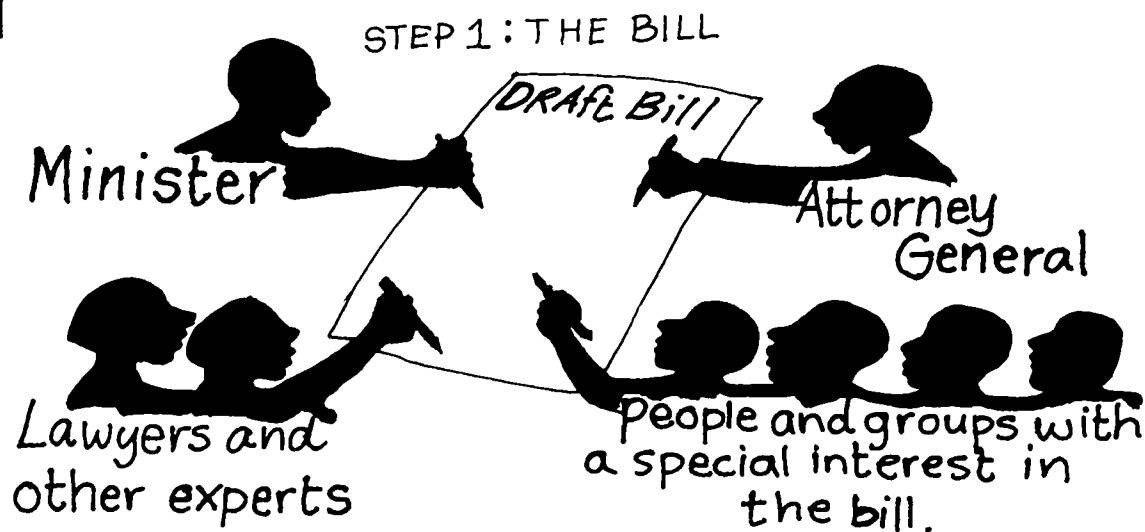 STEP 1: THE BILL
DRAft Bill
Minister
Attorney
General
Lawyers and
other experts
people and groups with
a special interest in
the bill.